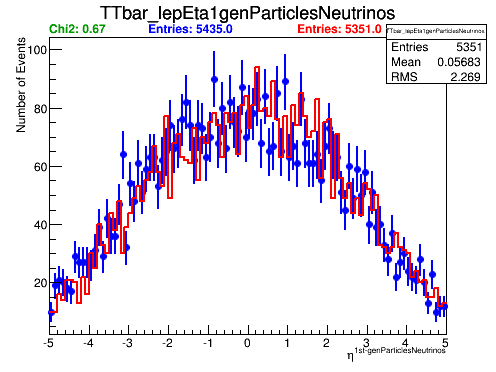 TTbar_lepEta1genParticlesNeutrinos
Chi2: 0.67 Entries: 5435.0 Entries: 5351.0
TTbar_lepEta1genParticlesNeutrinos
Entries 5351
Mean 0.05683
RMS 2.269
Number of Events
100
80
60
40
20
-5 -4 -3 -2 -1 0 1 2 3 4 5
η1st-genParticlesNeutrinos